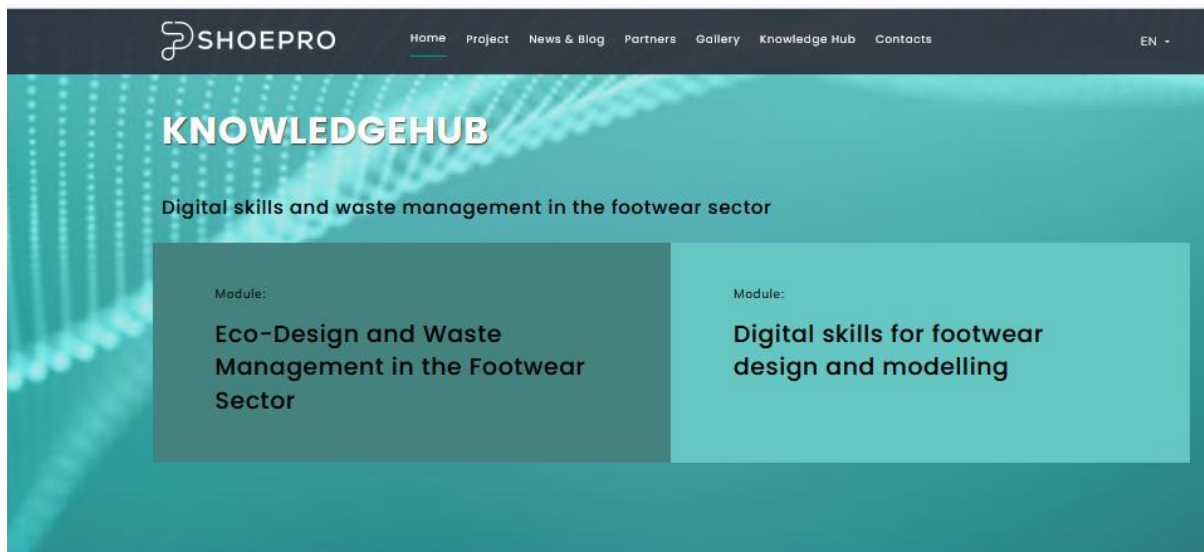 SHOEPRO
Home Project News & Blog Partners Gallery Knowledge Hub Contacts
EN
KNOWLEDGEHUB
Digital skills and waste management in the footwear sector
Module:
Eco-Design and Waste
Management in the Footwear
Sector
Module:
Digital skills for footwear
design and modelling